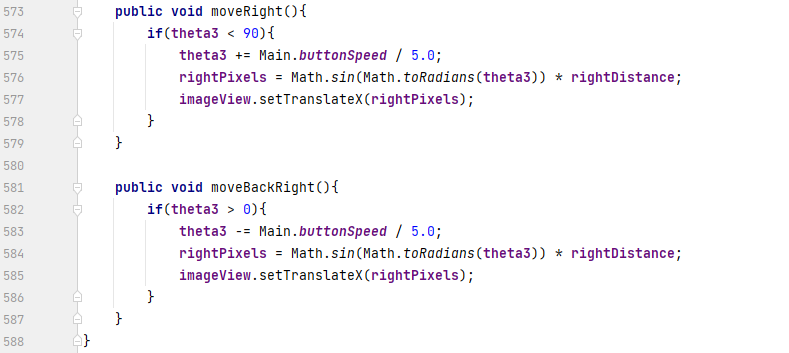 573 public void moveRight(){
574 if(theta3 < 90){
575 theta3 += Main.buttonSpeed / 5.0;
576 rightPixels = Math.sin(Math.toRadians(theta3)) * rightDistance;
577 imageView.setTranslateX(rightPixels);
578 }
579 }
580
581 public void moveBackRight(){
582 if(theta3 > 0){
583 theta3 -= Main.buttonSpeed / 5.0;
584 rightPixels = Math.sin(Math.toRadians(theta3)) * rightDistance;
585 imageView.setTranslateX(rightPixels);
586 }
587 }
588 }